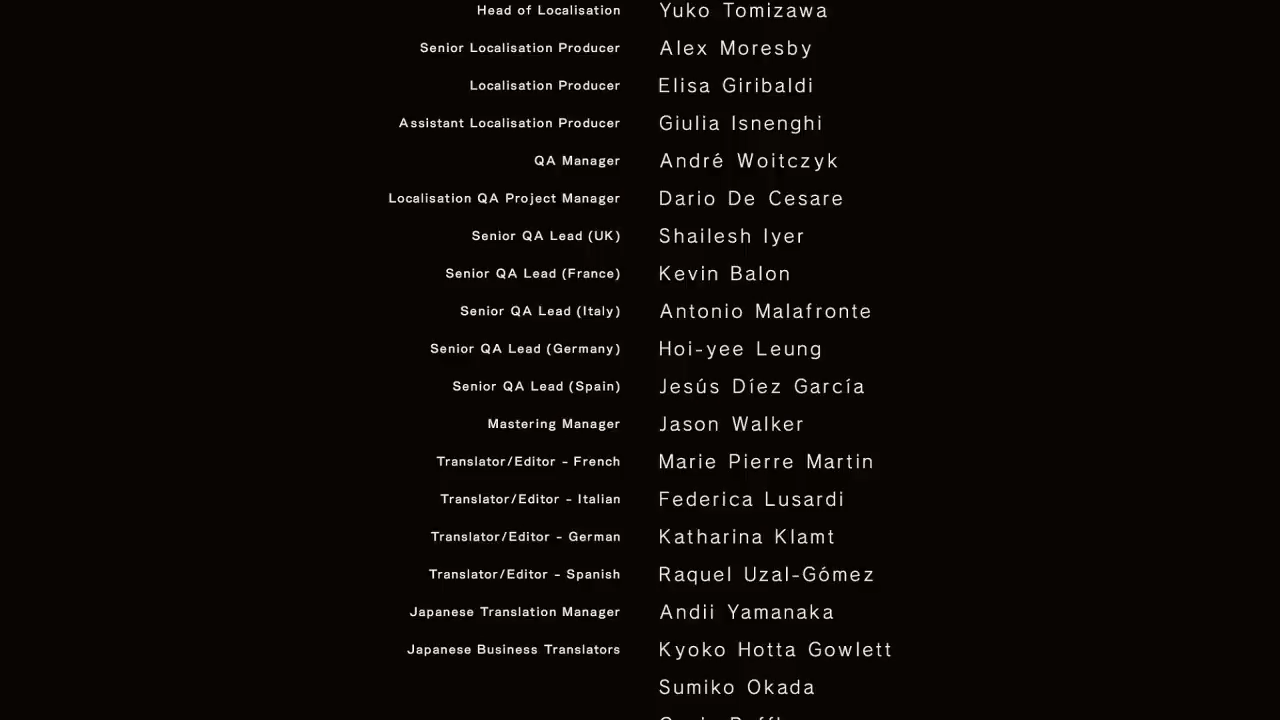 Head of Localisation Yuko Tomizawa
Senior Localisation Producer Alex Moresby
Localisation Producer Elisa Giribaldi
Assistant Localisation Producer Giulia Isnenghi
QA Manager André Woitczyk
Localisation QA Project Manager Dario De Cesare
Senior QA Lead (UK) Shailesh Iyer
Senior QA Lead (France) Kevin Balon
Senior QA Lead (Italy) Antonio Malafronte
Senior QA Lead (Germany) Hoi-yee Leung
Senior QA Lead (Spain) Jesús Díez García
Mastering Manager Jason Walker
Translator/Editor - French Marie Pierre Martin
Translator/Editor - Italian Federica Lusardi
Translator/Editor - German Katharina Klamt
Translator/Editor - Spanish Raquel Uzal-Gómez
Japanese Translation Manager Andii Yamanaka
Japanese Business Translators Kyoko Hotta Gowlett
Sumiko Okada